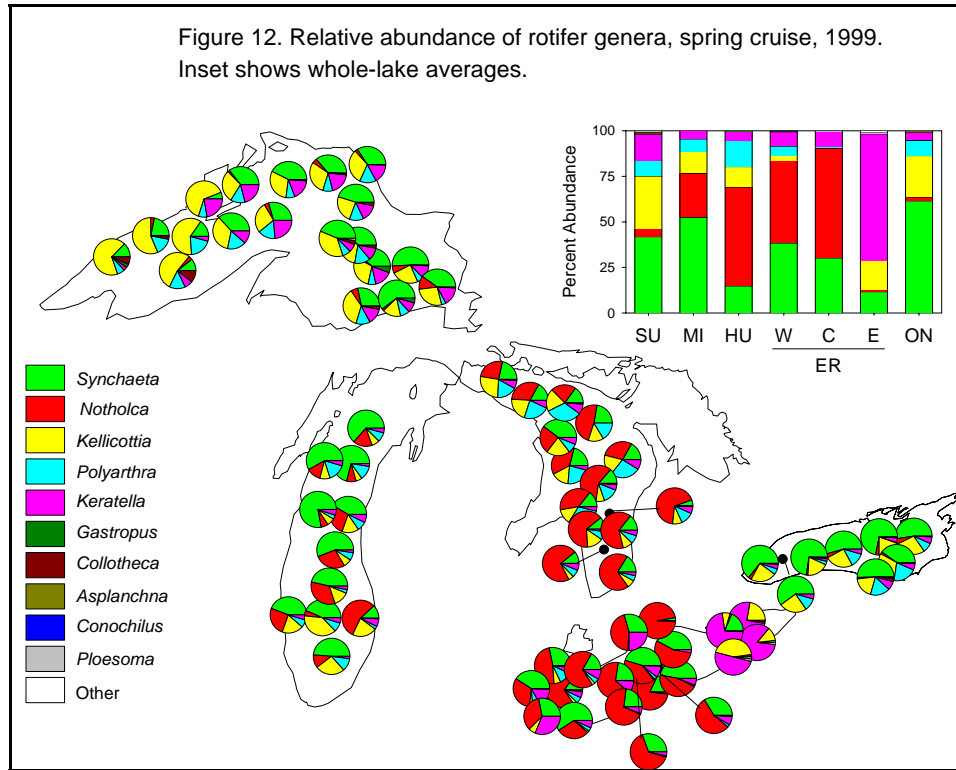 Figure 12. Relative abundance of rotifer genera, spring cruise, 1999.
Inset shows whole-lake averages.
Percent Abundance
100
75
50
25
0
SU MI HU W C E ON
ER
Synchaeta
Notholca
Kellicottia
Polyarthra
Keratella
Gastropus
Collotheca
Asplanchna
Conochilus
Ploesoma
Other